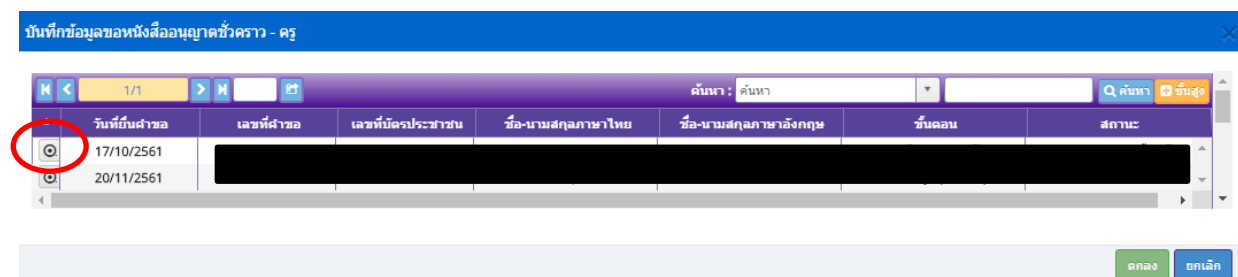 บันทึกข้อมูลขอหนังสืออนุญาตชั่วคราว - ครู
1/1 ค้นหา : ค้นหา ค้นหา ขั้นสูง
วันที่ยื่นคำขอ เลขที่คำขอ เลขที่บัตรประชาชน ชื่อ-นามสกุลภาษาไทย ชื่อ-นามสกุลภาษาอังกฤษ ขั้นตอน สถานะ
17/10/2561
20/11/2561
ตกลง ยกเลิก